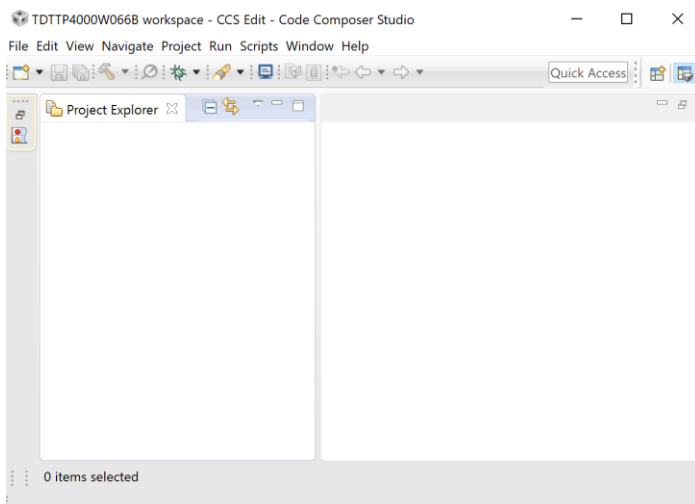 TDTTP4000W066B workspace - CCS Edit - Code Composer Studio
File Edit View Navigate Project Run Scripts Window Help
Quick Access
Project Explorer
0 items selected